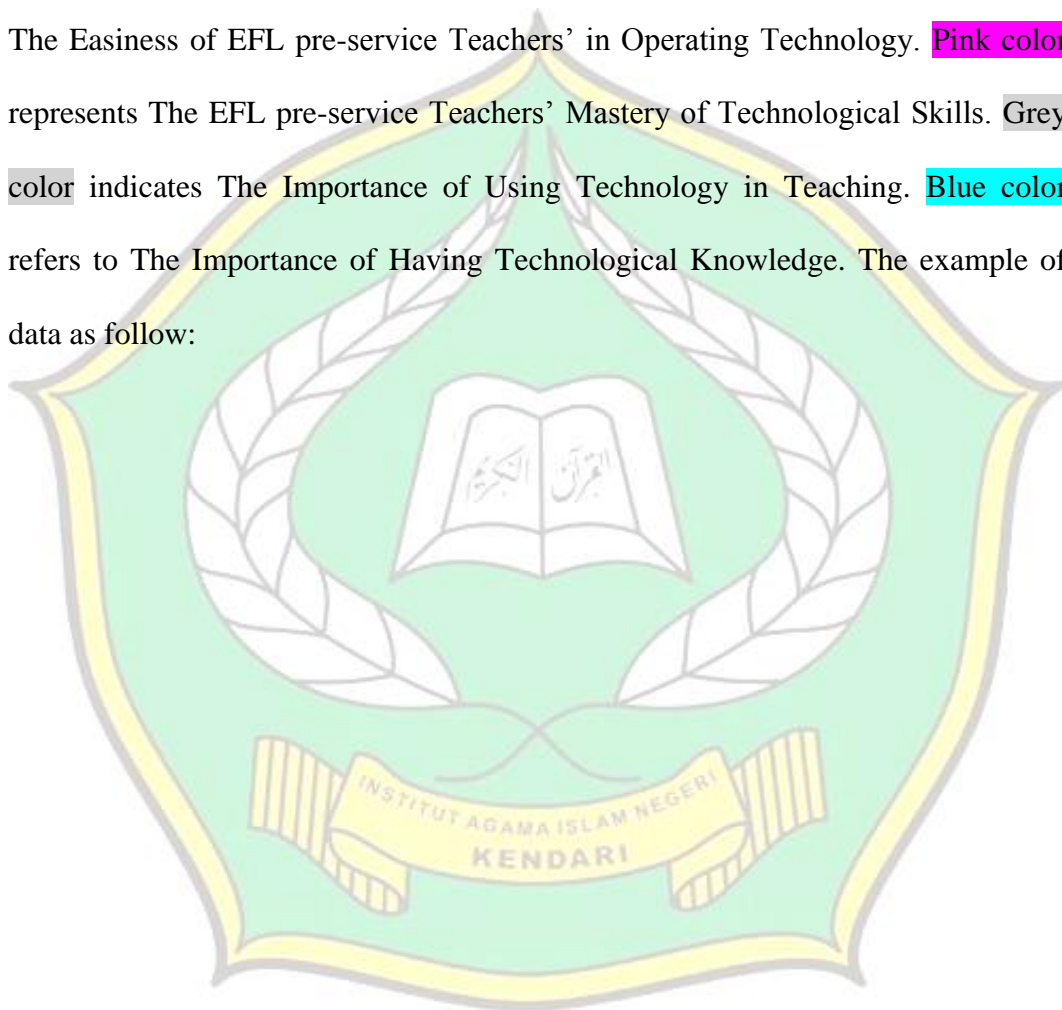 The Easiness of EFL pre-service Teachers’ in Operating Technology. Pink color
represents The EFL pre-service Teachers’ Mastery of Technological Skills. Grey
color indicates The Importance of Using Technology in Teaching. Blue color
refers to The Importance of Having Technological Knowledge. The example of
data as follow:
القرآن الكريم
INSTITUT AGAMA ISLAM NEGERI
KENDARI